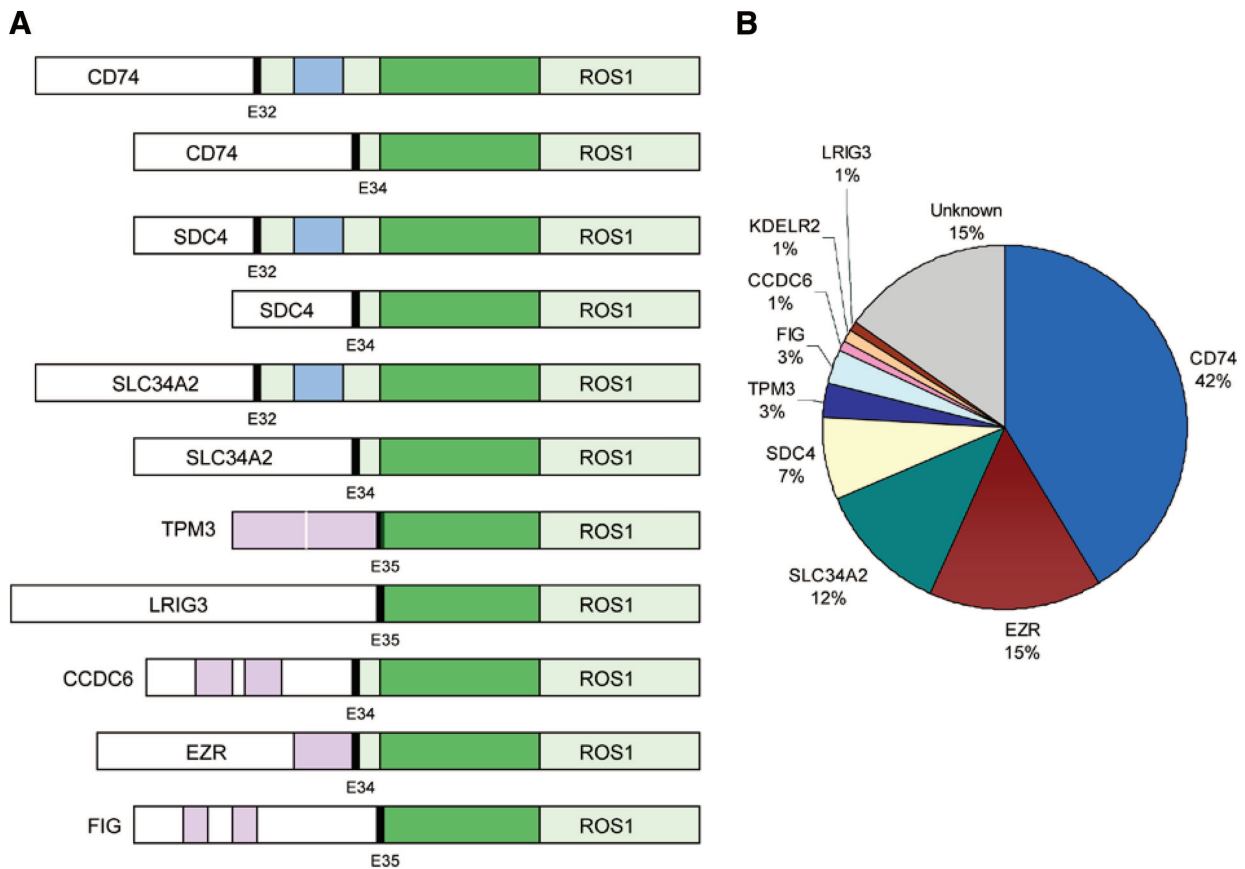 A
CD74 ROS1
E32
CD74 ROS1
E34
SDC4 ROS1
E32
SDC4 ROS1
E34
SLC34A2 ROS1
E32
SLC34A2 ROS1
E34
TPM3 ROS1
E35
LRIG3 ROS1
E35
CCDC6 ROS1
E34
EZR ROS1
E34
FIG ROS1
E35
B
LRIG3
1%
Unknown
15%
KDELR2
1%
CCDC6
1%
FIG
3%
TPM3
3%
SDC4
7%
SLC34A2
12%
EZR
15%
CD74
42%